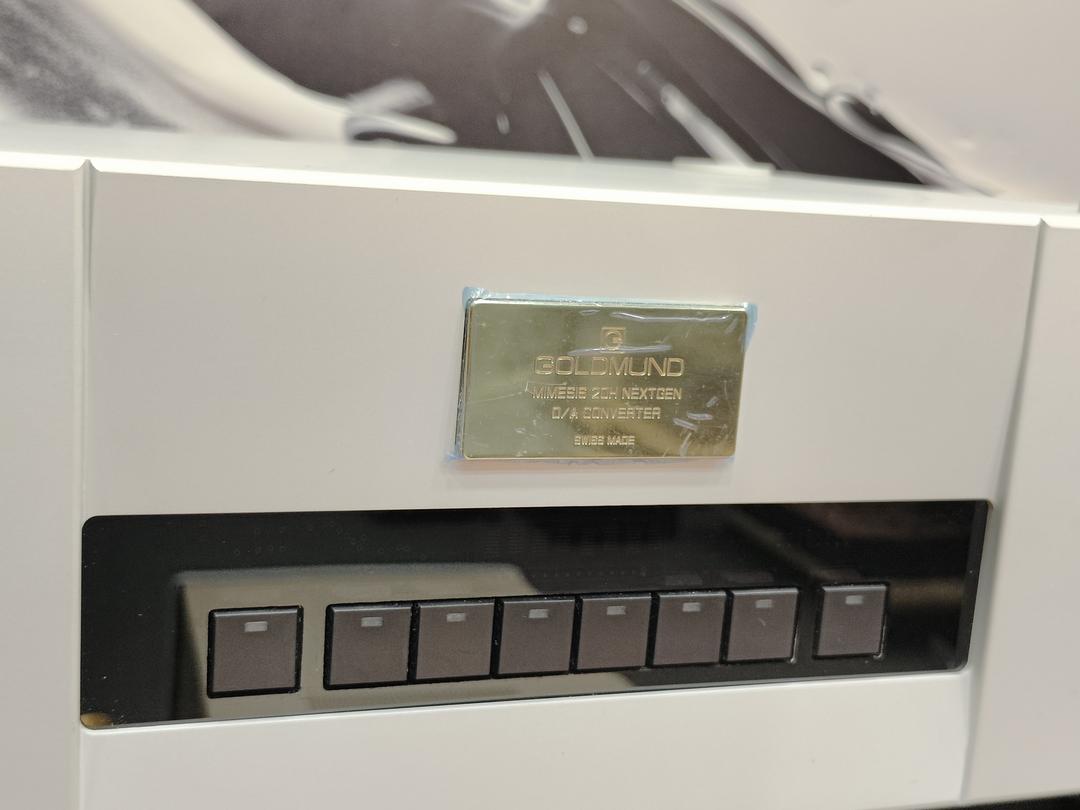 G
GOLDMUND
MIMESIS 20H NEXTGEN
D/A CONVERTER
SWISS MADE